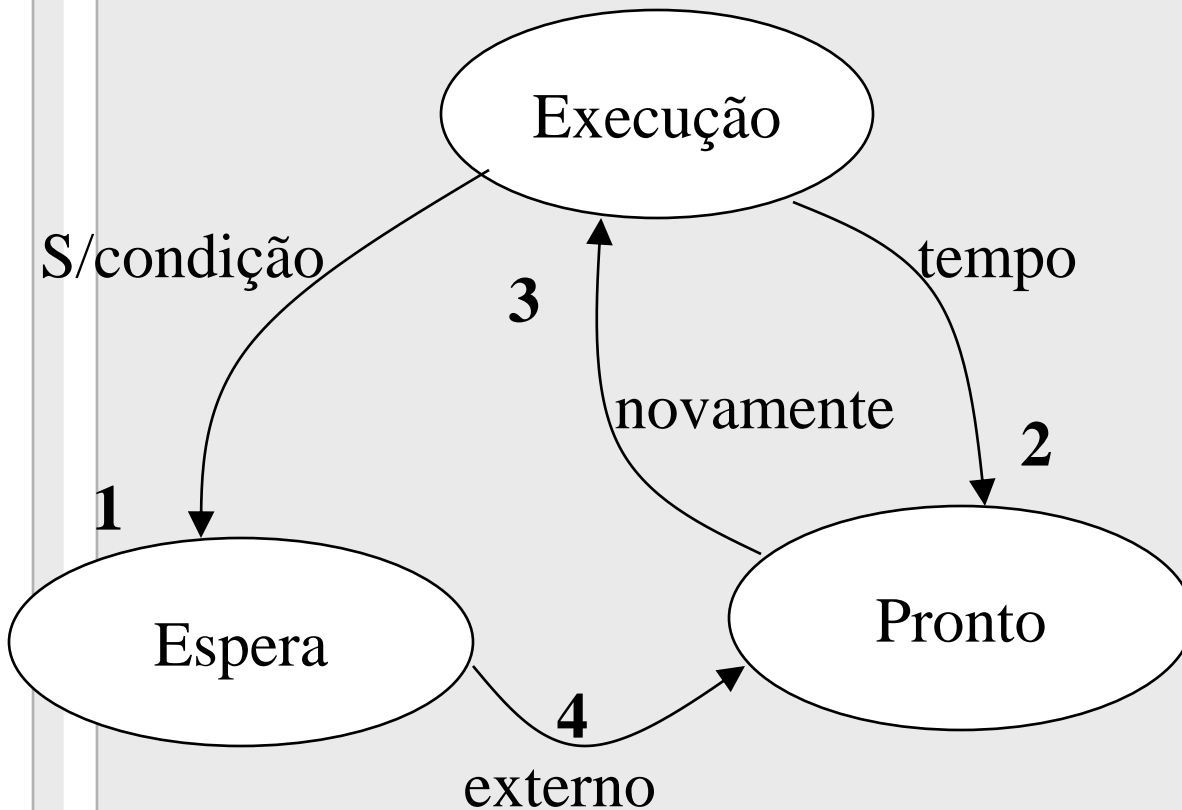 Execução
S/condição
tempo
3
novamente
2
1
Espera
Pronto
4
externo